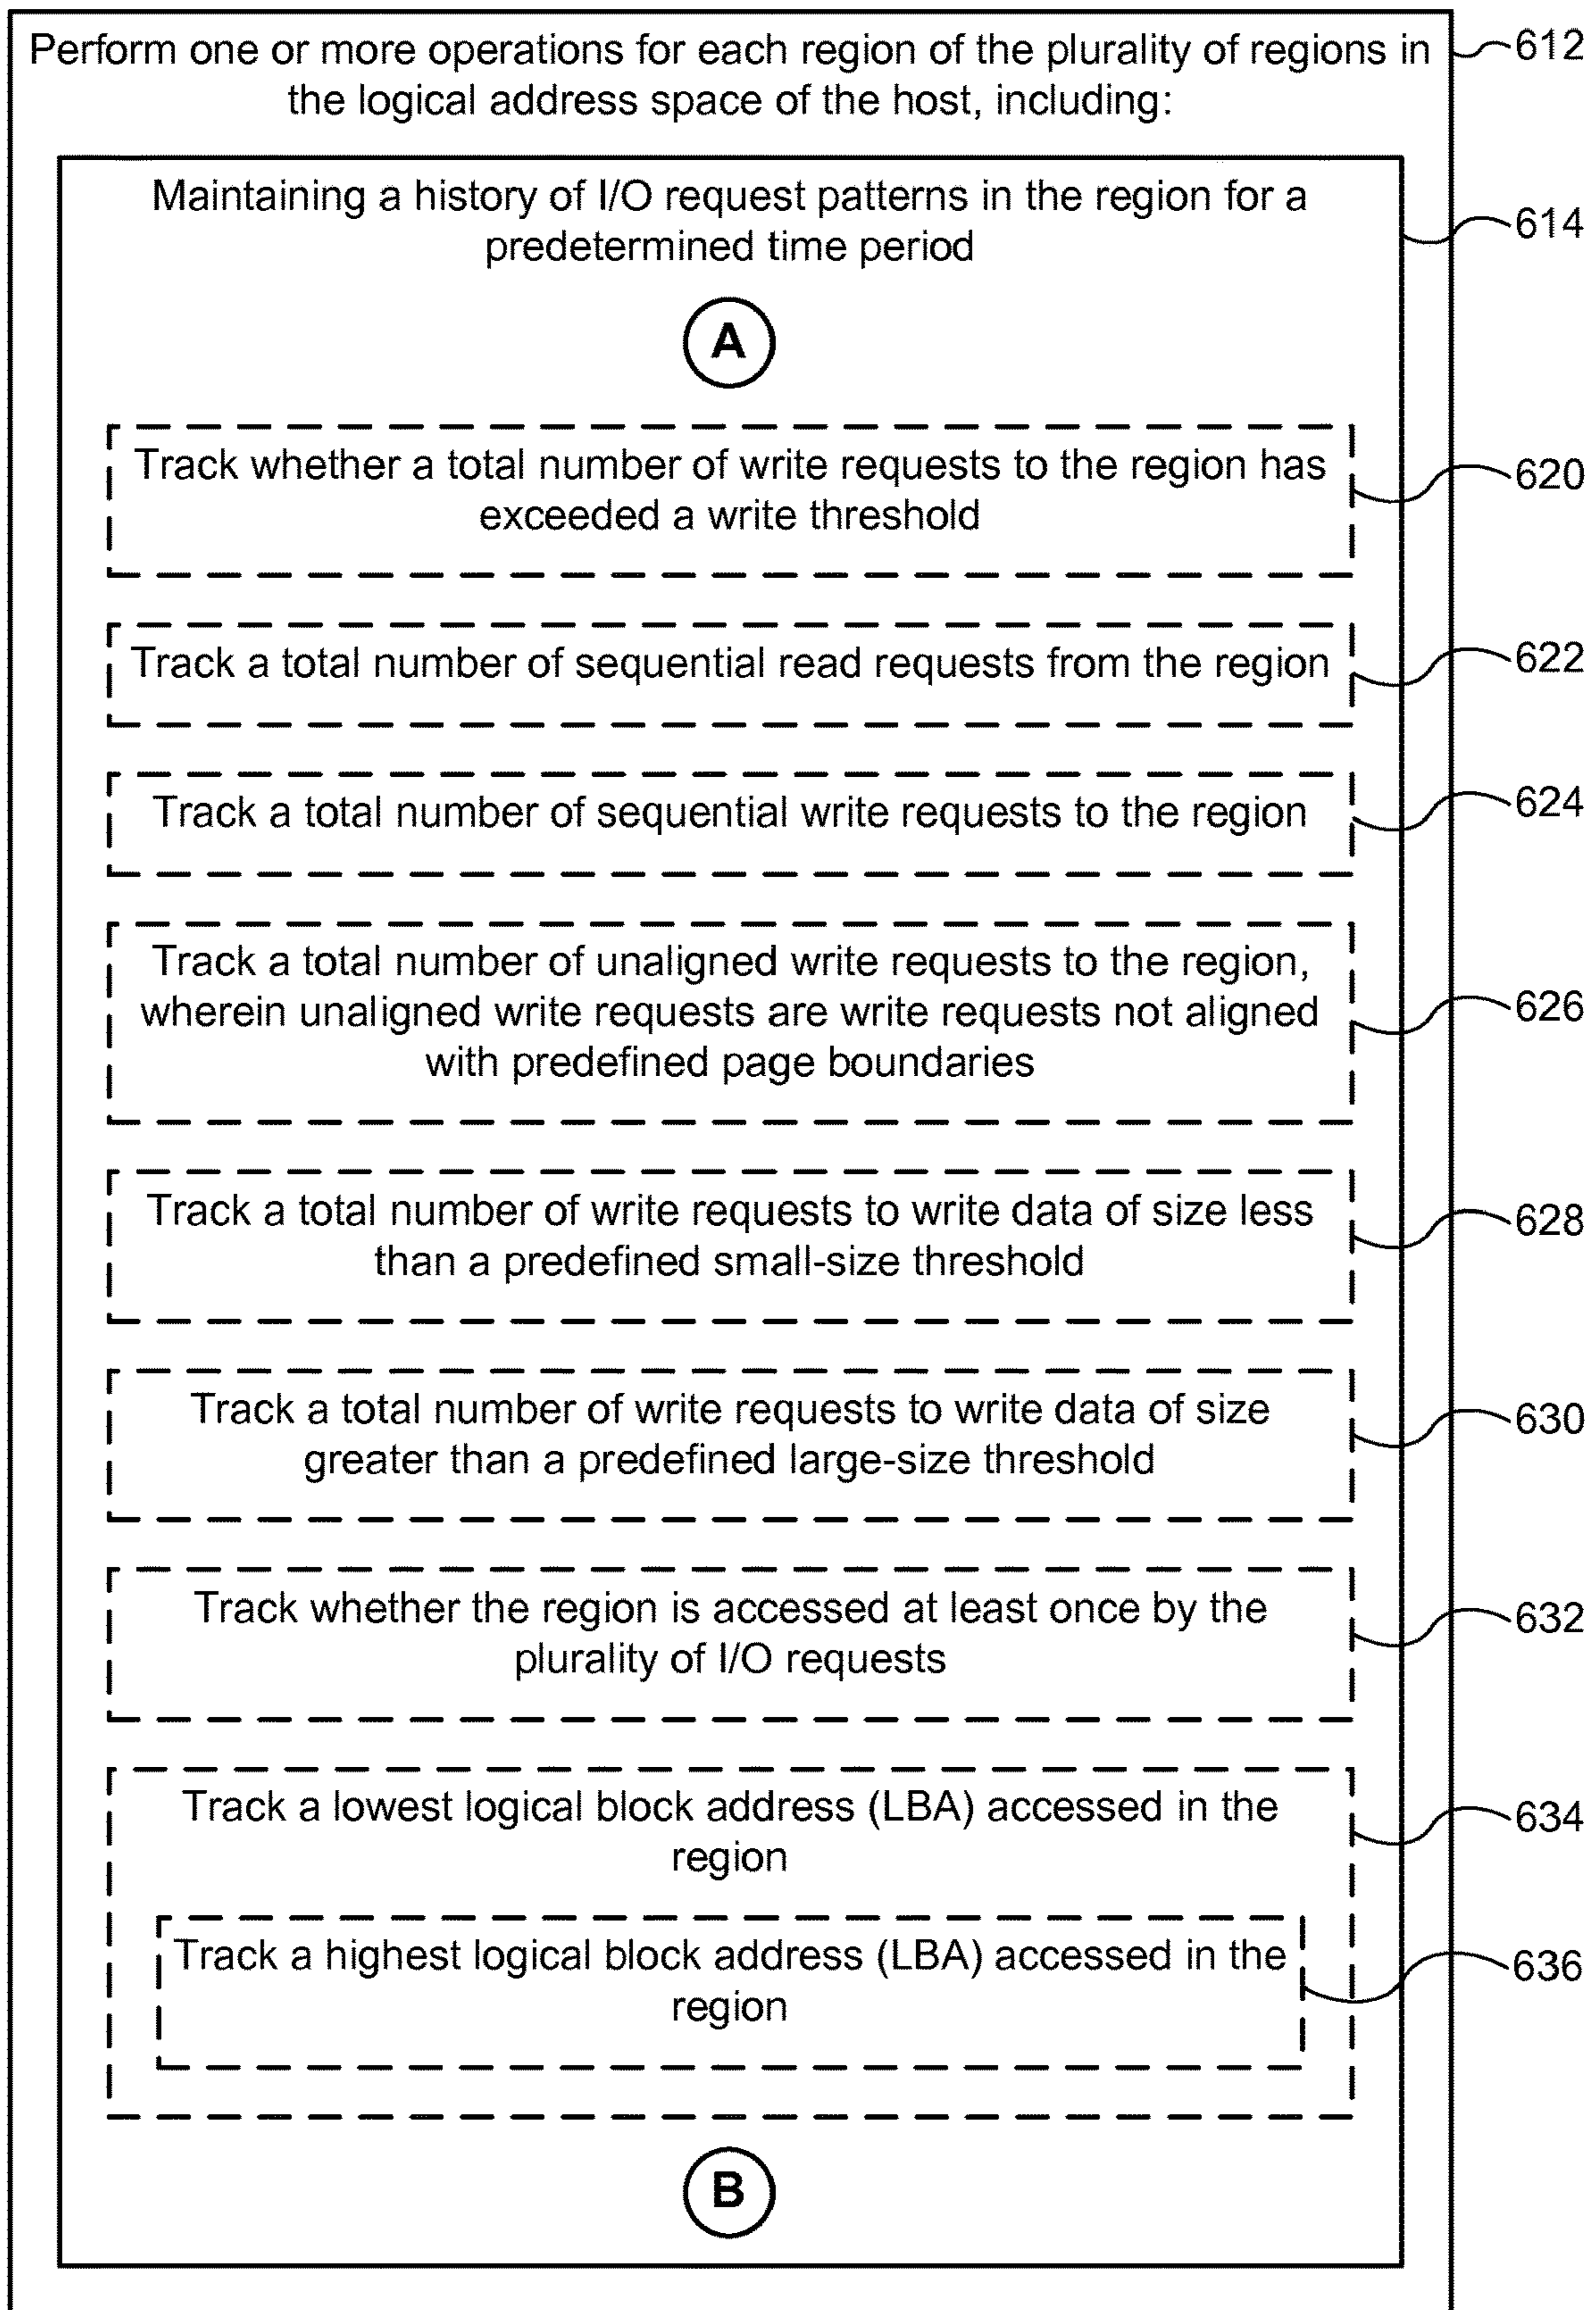 Perform one or more operations for each region of the plurality of regions in
612
the logical address space of the host, including:
Maintaining a history of I/O request patterns in the region for a
614
predetermined time period
A
Track whether a total number of write requests to the region has
620
exceeded a write threshold
Track a total number of sequential read requests from the region
622
Track a total number of sequential write requests to the region
624
Track a total number of unaligned write requests to the region,
wherein unaligned write requests are write requests not aligned
626
with predefined page boundaries
Track a total number of write requests to write data of size less
628
than a predefined small-size threshold
Track a total number of write requests to write data of size
630
greater than a predefined large-size threshold
Track whether the region is accessed at least once by the
632
plurality of I/O requests
Track a lowest logical block address (LBA) accessed in the
634
region
Track a highest logical block address (LBA) accessed in the
636
region
B